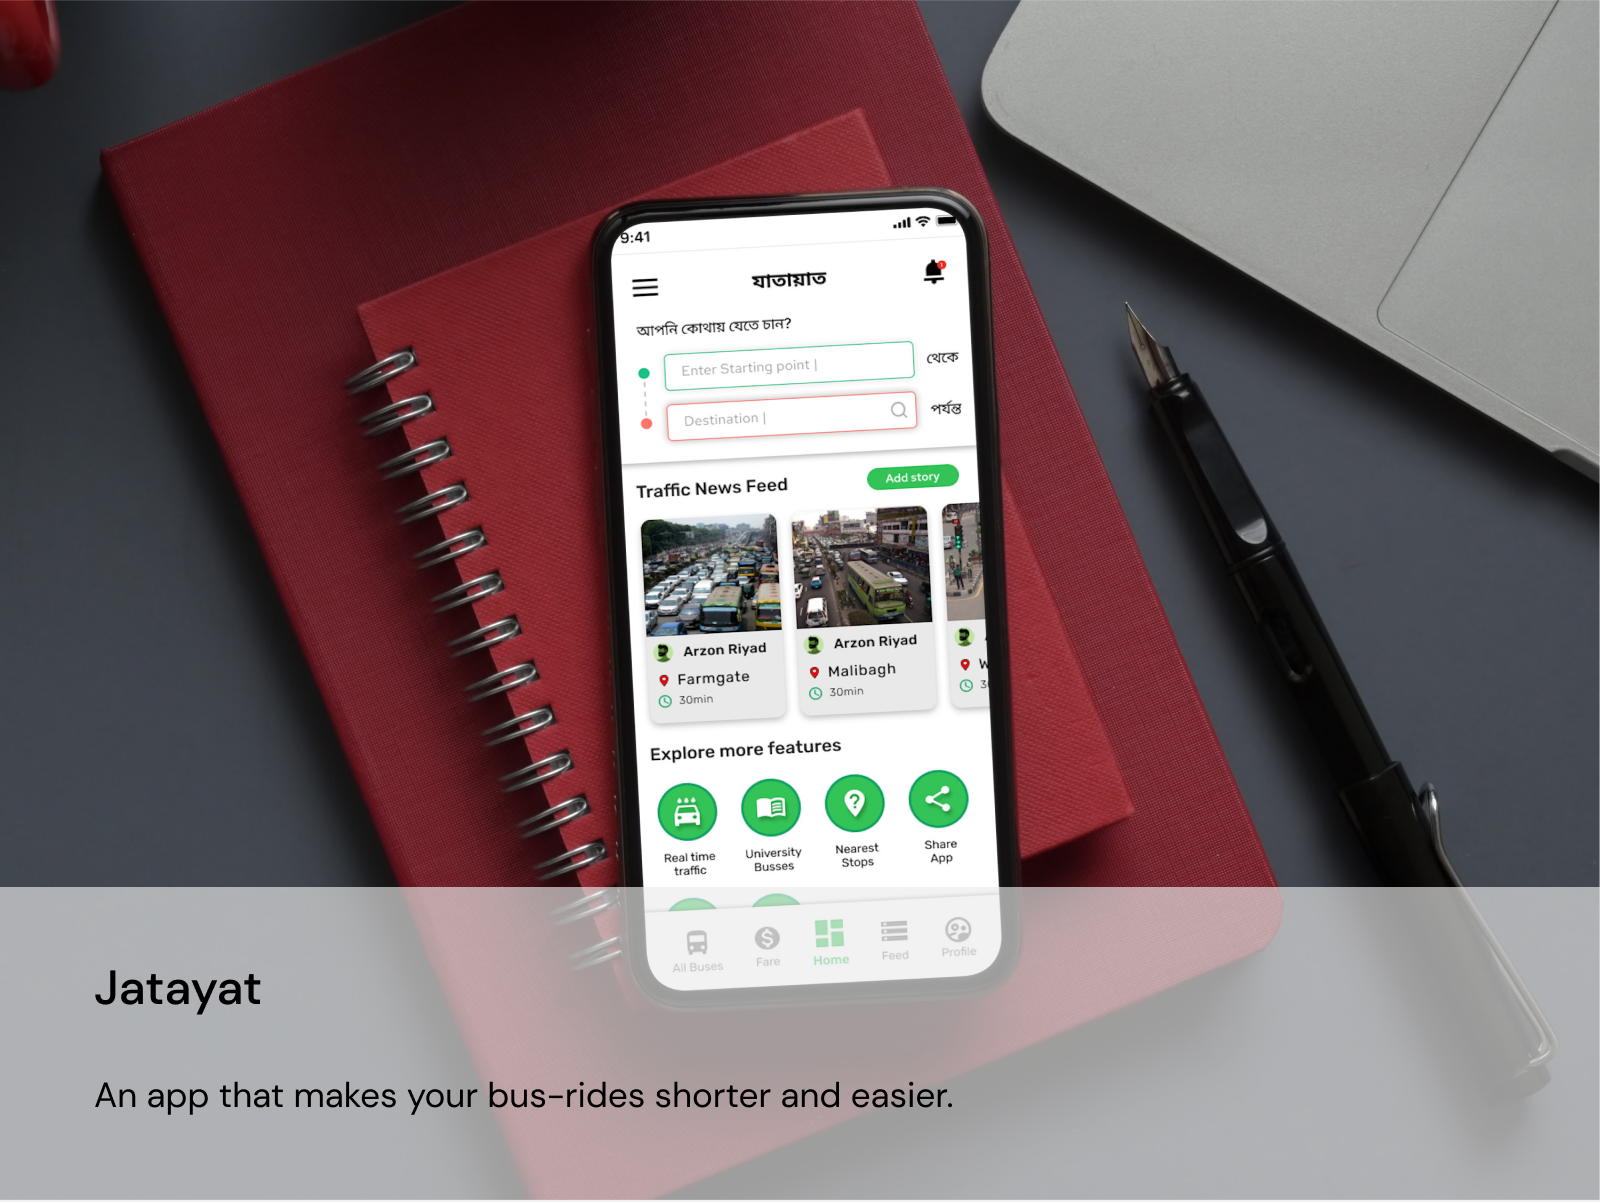 9:41
যাতায়াত
আপনি কোথায় যেতে চান?
Enter Starting point |
থেকে
Destination |
পর্যন্ত
Traffic News Feed
Add story
Arzon Riyad
Farmgate
30min
Arzon Riyad
Malibagh
30min
Explore more features
Real time
traffic
University
Busses
Nearest
Stops
Share
App
All Buses
Fare
Home
Feed
Profile
Jatayat
An app that makes your bus-rides shorter and easier.